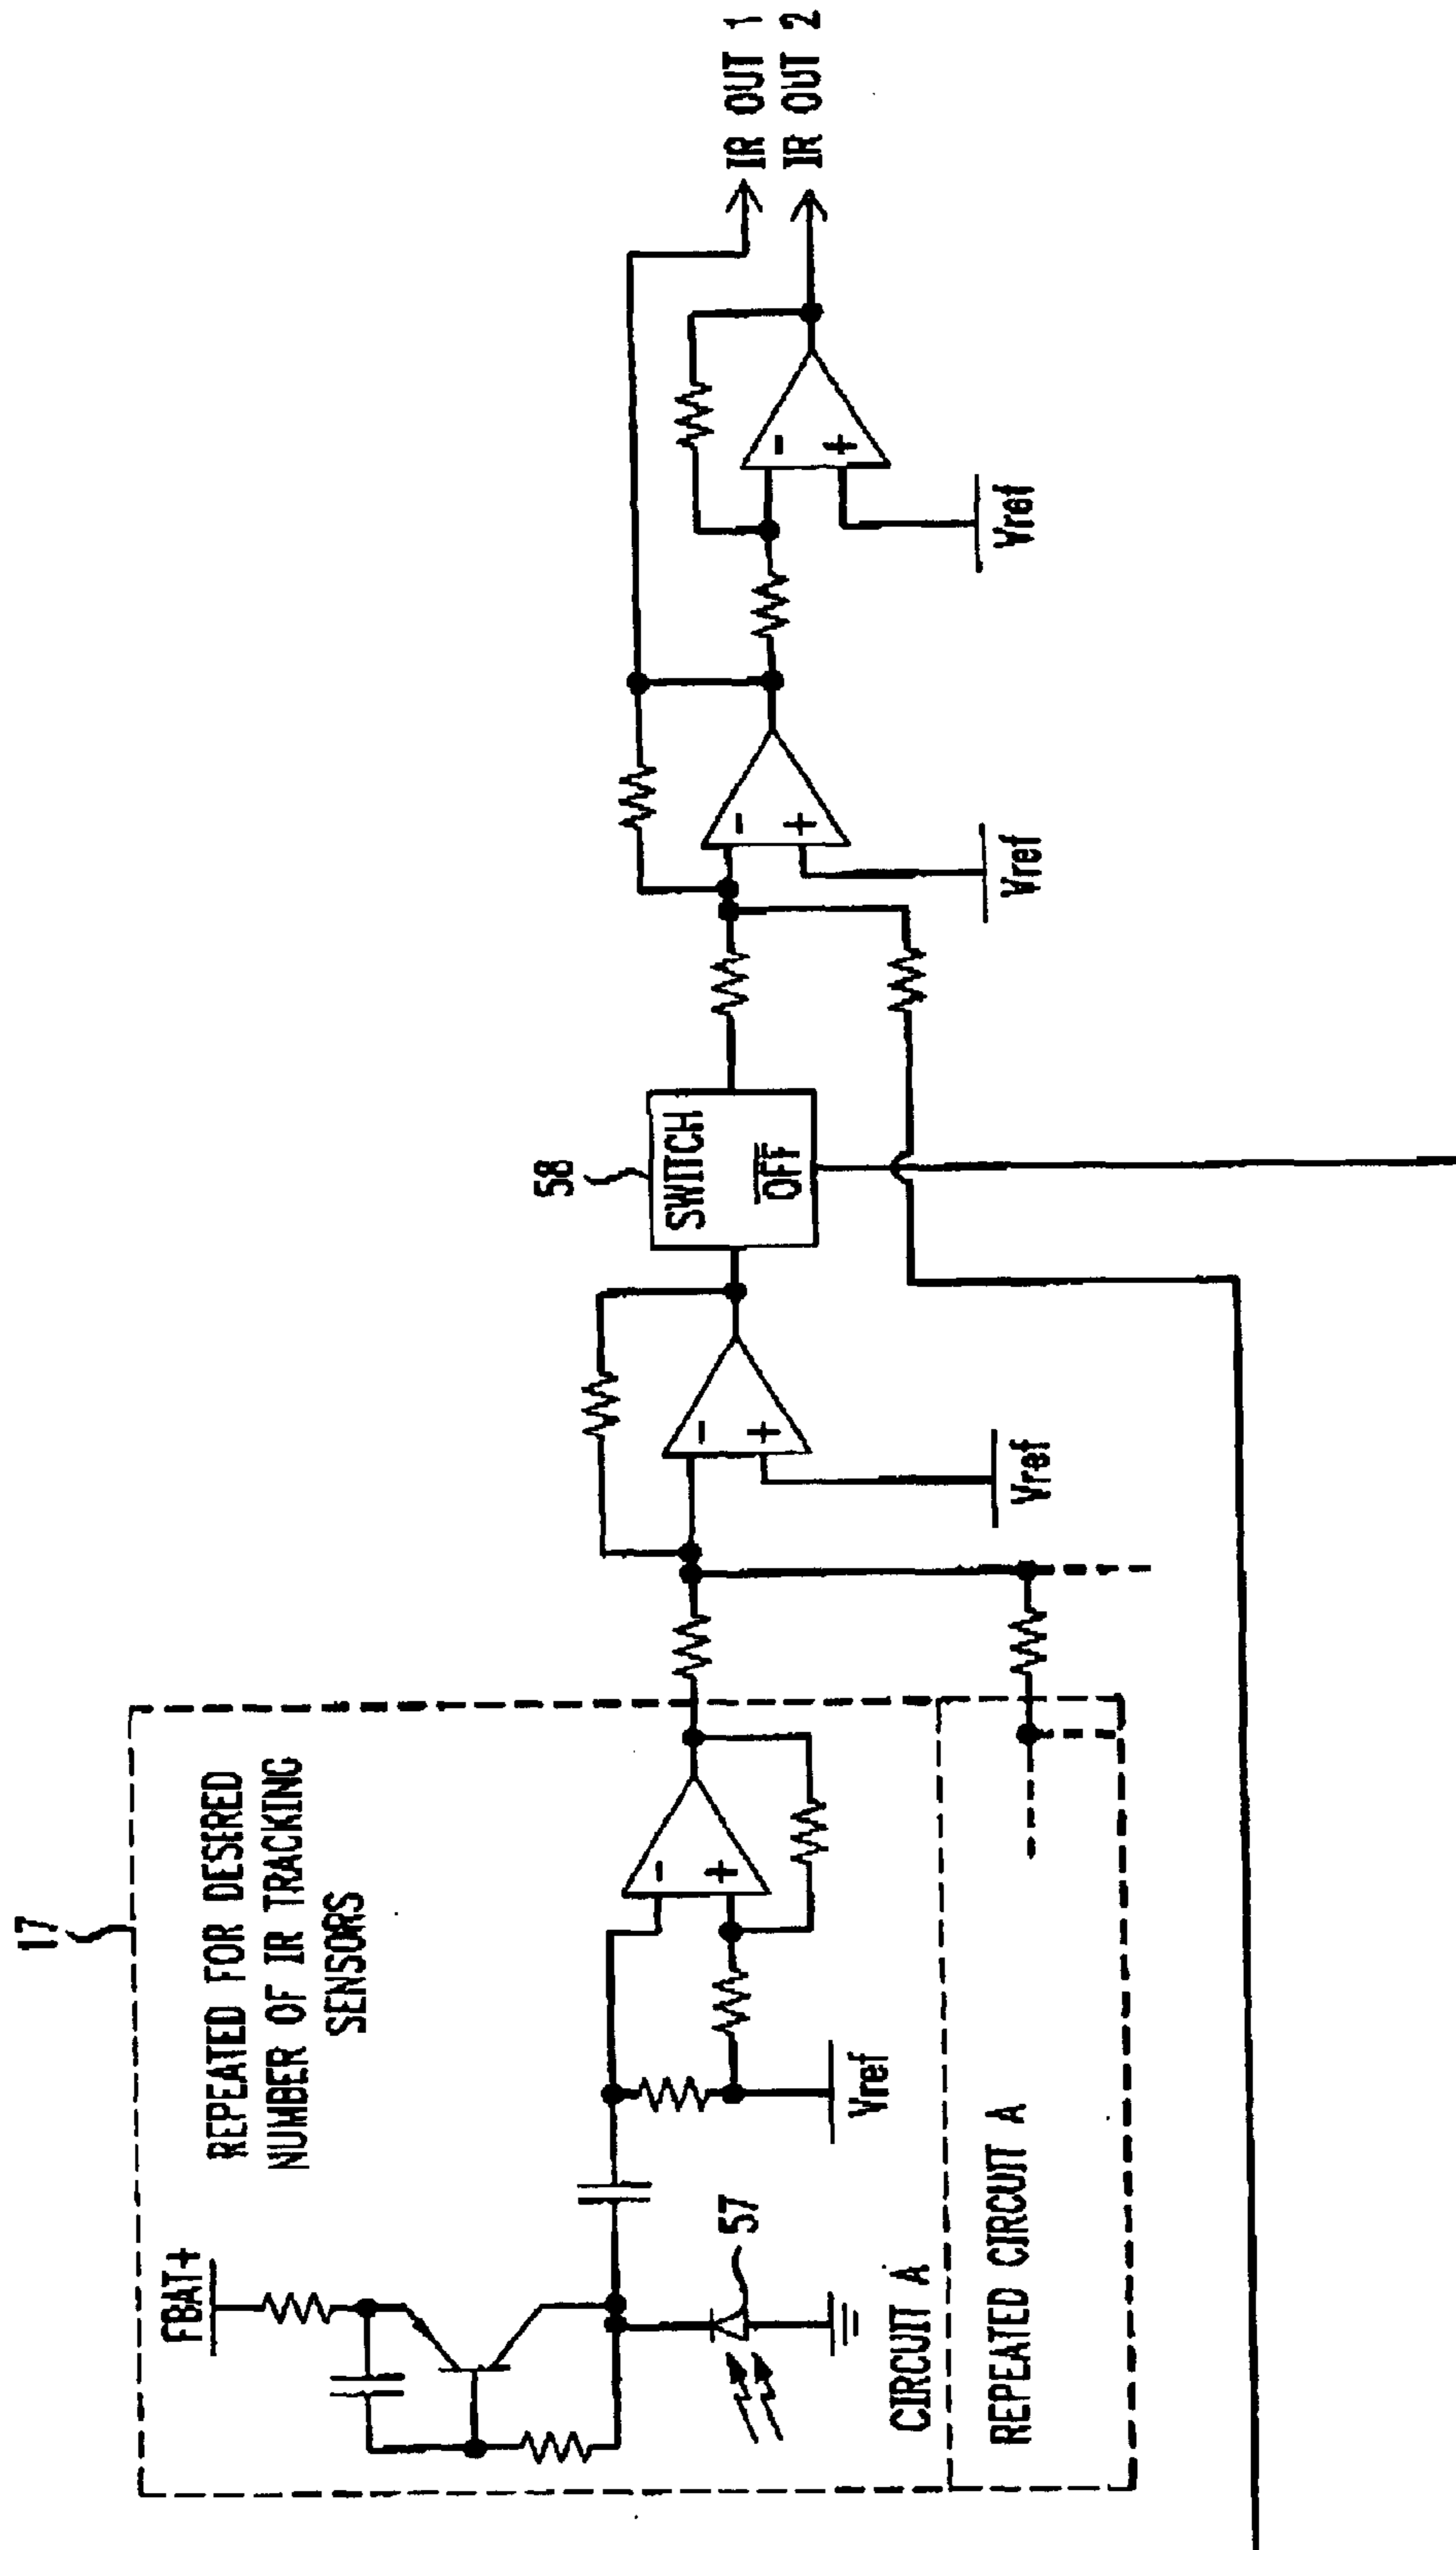 17
REPEATED FOR DESIRED
NUMBER OF IR TRACKING
SENSORS
FBAT+
57
Vref
CIRCUIT A
REPEATED CIRCUIT A
-
+
-
+
Vref
58
SWITCH
OFF
-
+
Vref
-
+
Vref
IR OUT 1
IR OUT 2